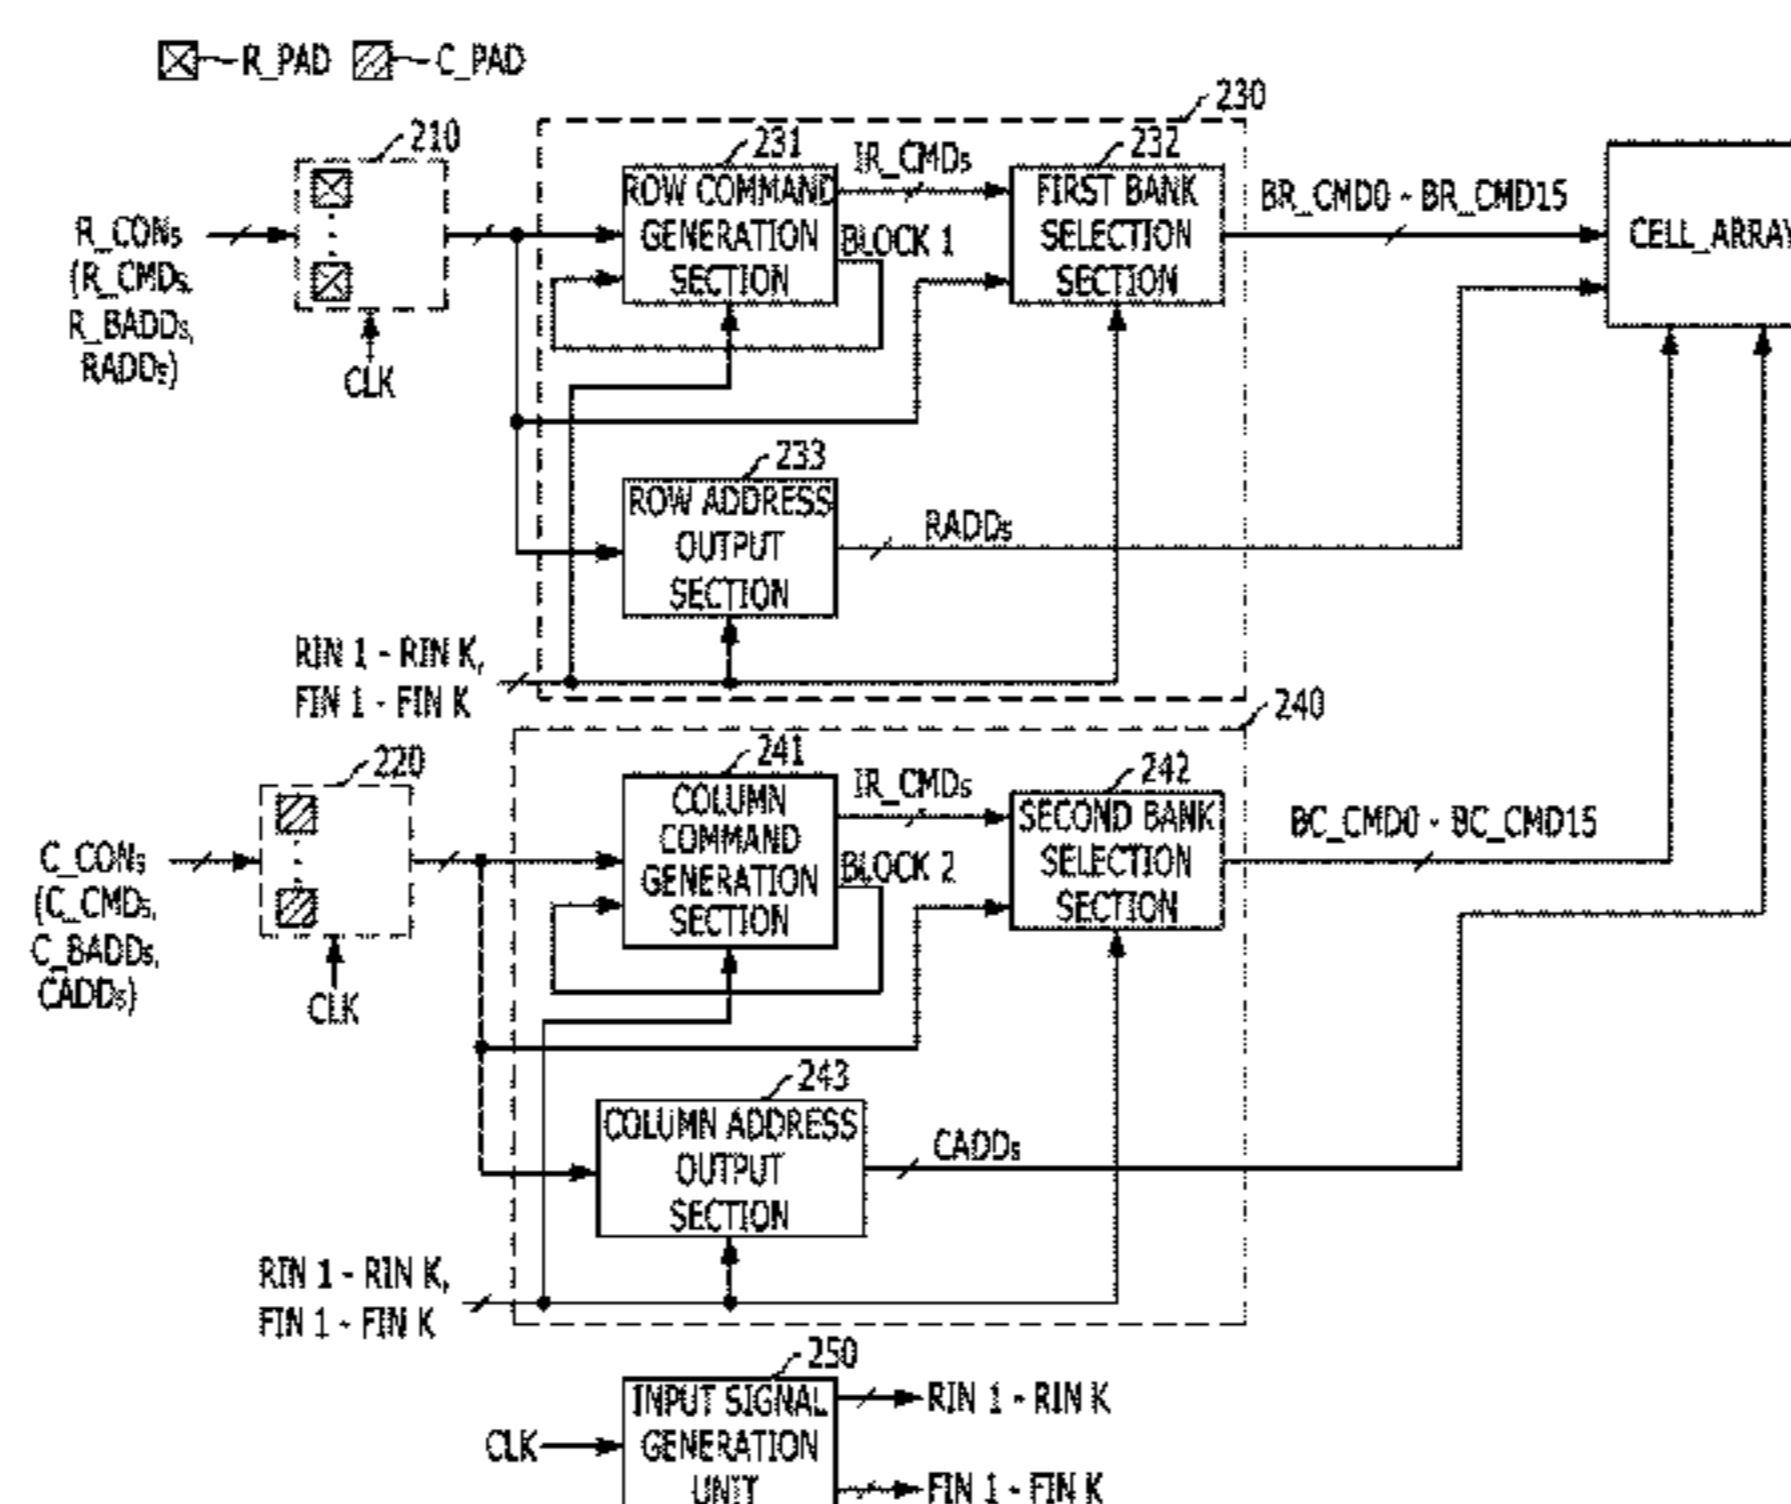 R_PAD C_PAD
230
210
231
IR_CMDs
232
ROW COMMAND
GENERATION
SECTION
FIRST BANK
SELECTION
SECTION
BR_CMD0 - BR_CMD15
CELL_ARRAY
R_CONs
(R_CMDs,
R_BADDs,
RADDs)
BLOCK 1
CLK
233
ROW ADDRESS
OUTPUT
SECTION
RADDs
RIN 1 - RIN K,
FIN 1 - FIN K
240
220
241
IR_CMDs
242
COLUMN
COMMAND
GENERATION
SECTION
SECOND BANK
SELECTION
SECTION
BC_CMD0 - BC_CMD15
C_CONs
(C_CMDs,
C_BADDs,
CADDs)
BLOCK 2
CLK
243
COLUMN ADDRESS
OUTPUT
SECTION
CADDs
RIN 1 - RIN K,
FIN 1 - FIN K
250
INPUT SIGNAL
GENERATION
UNIT
CLK
RIN 1 - RIN K
FIN 1 - FIN K